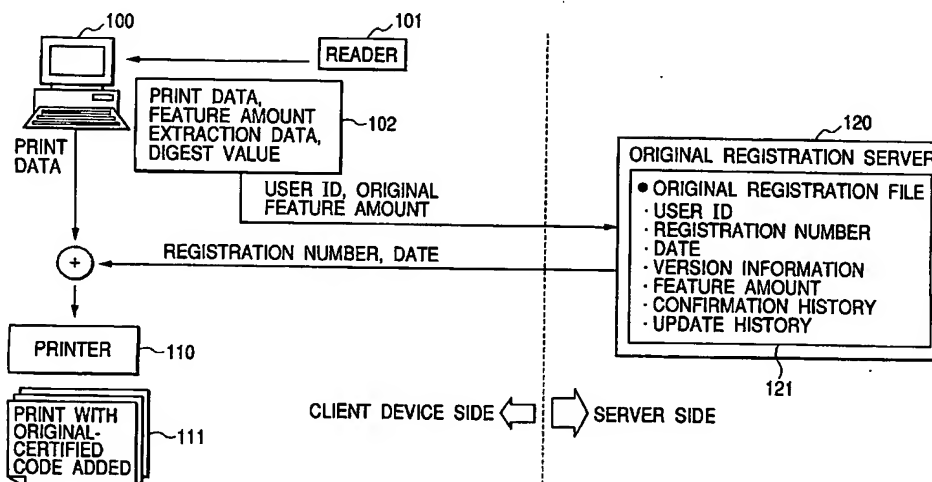 100
101
READER
PRINT DATA,
FEATURE AMOUNT
EXTRACTION DATA,
DIGEST VALUE
102
PRINT
DATA
USER ID, ORIGINAL
FEATURE AMOUNT
120
ORIGINAL REGISTRATION SERVER
● ORIGINAL REGISTRATION FILE
· USER ID
· REGISTRATION NUMBER
· DATE
· VERSION INFORMATION
· FEATURE AMOUNT
· CONFIRMATION HISTORY
· UPDATE HISTORY
121
REGISTRATION NUMBER, DATE
+
PRINTER
110
PRINT WITH
ORIGINAL-
CERTIFIED
CODE ADDED
111
CLIENT DEVICE SIDE
SERVER SIDE